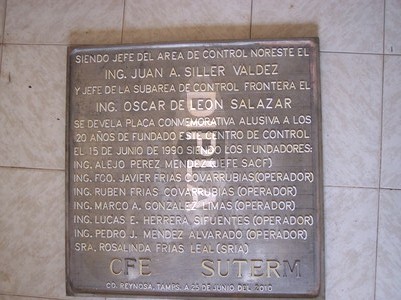 SIENDO JEFE DEL AREA DE CONTROL NORESTE EL
ING. JUAN A. SILLER VALDEZ
Y JEFE DE LA SUBAREA DE CONTROL FRONTERA EL
ING. OSCAR DE LEON SALAZAR
SE DEVELA PLACA CONMEMORATIVA ALUSIVA A LOS
20 AÑOS DE FUNDADO ESTE CENTRO DE CONTROL
EL 15 DE JUNIO DE 1990 SIENDO LOS FUNDADORES:
ING. ALEJO PEREZ MENDEZ (JEFE SACF)
ING. FCO. JAVIER FRIAS COVARRUBIAS (OPERADOR)
ING. RUBEN FRIAS COVARRUBIAS (OPERADOR)
ING. MARCO A. GONZALEZ LIMAS (OPERADOR)
ING. LUCAS E. HERRERA SIFUENTES (OPERADOR)
ING. PEDRO J. MENDEZ ALVARADO (OPERADOR)
SRA. ROSALINDA FRIAS LEAL (SRIA)
CFE SUTERM
CD. REYNOSA, TAMPS. A 25 DE JUNIO DEL 2010